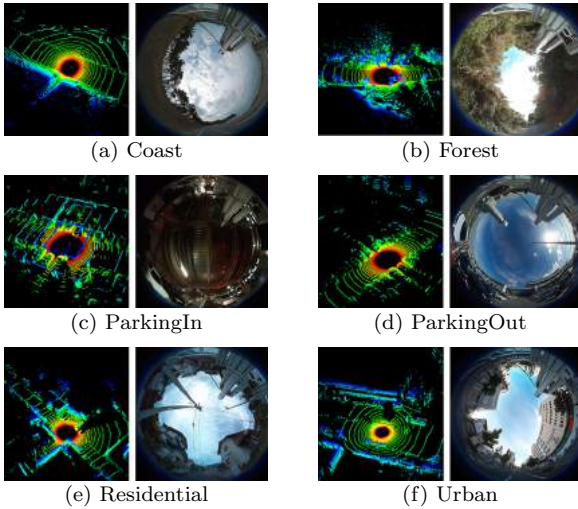 (a) Coast
(b) Forest
(c) ParkingIn
(d) ParkingOut
(e) Residential
(f) Urban